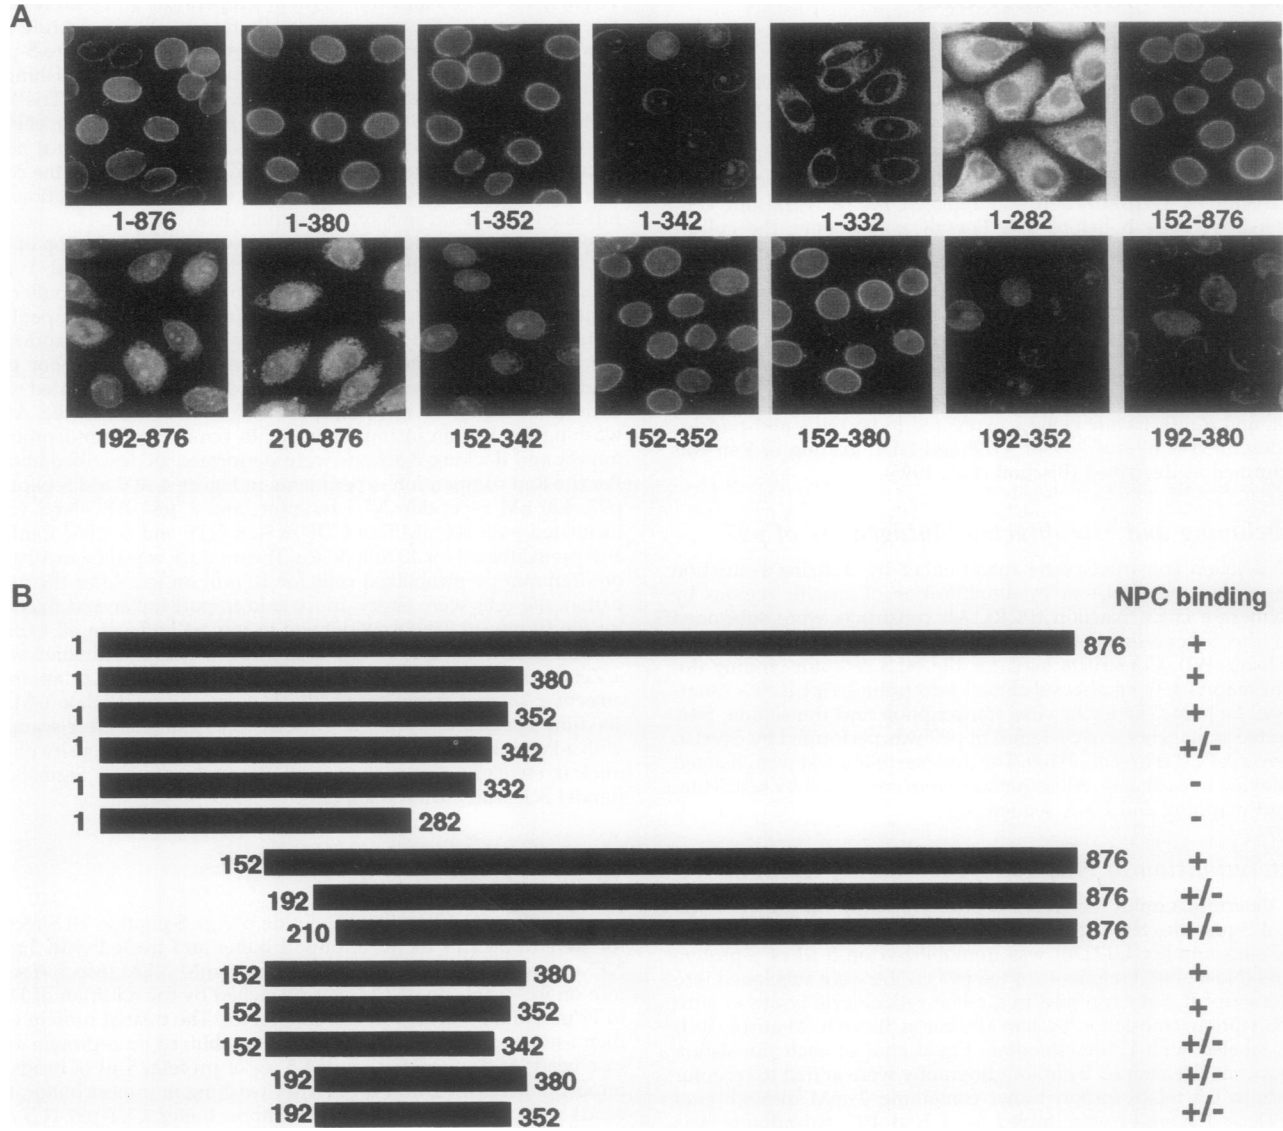 A
1-876 1-380 1-352 1-342 1-332 1-282 152-876
192-876 210-876 152-342 152-352 152-380 192-352 192-380
B
NPC binding
1 876 +
1 380 +
1 352 +
1 342 +/-
1 332 -
1 282 -
152 876 +
192 876 +/-
210 876 +/-
152 380 +
152 352 +
152 342 +/-
192 380 +/-
192 352 +/-